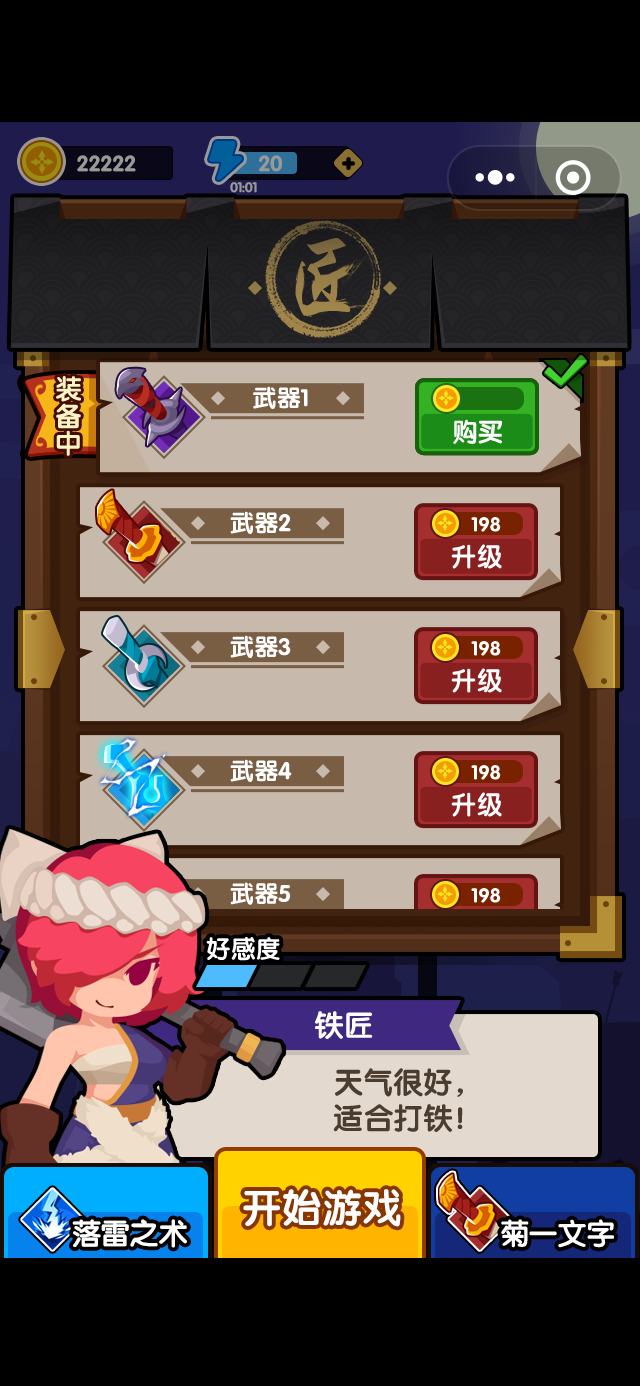 22222
20
01:01
匠
装备中
武器1
购买
武器2
198
升级
武器3
198
升级
武器4
198
升级
武器5
198
好感度
铁匠
天气很好，
适合打铁！
落雷之术
开始游戏
菊一文字